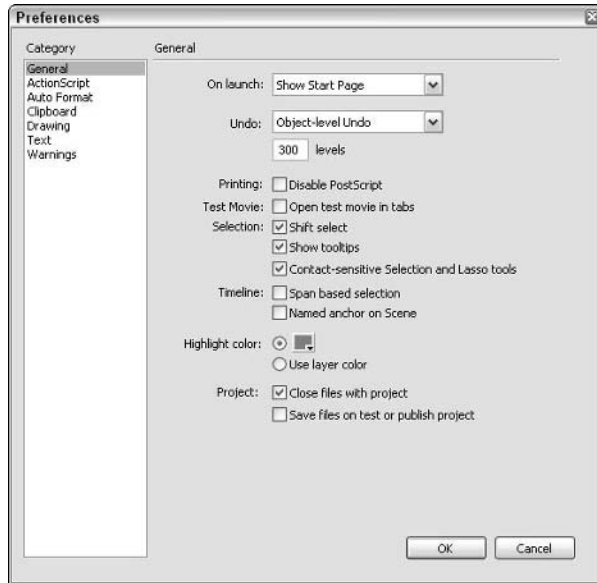 Preferences
Category
General
ActionScript
Auto Format
Clipboard
Drawing
Text
Warnings
General
On launch: Show Start Page
Undo: Object-level Undo
300 levels
Printing: Disable PostScript
Test Movie: Open test movie in tabs
Selection: Shift select
Show tooltips
Contact-sensitive Selection and Lasso tools
Timeline: Span based selection
Named anchor on Scene
Highlight color:
Use layer color
Project: Close files with project
Save files on test or publish project
OK Cancel